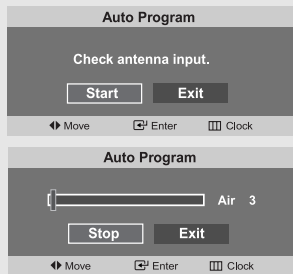 Auto Program
Check antenna input.
Start Exit
Move Enter Clock
Auto Program
Air 3
Stop Exit
Move Enter Clock